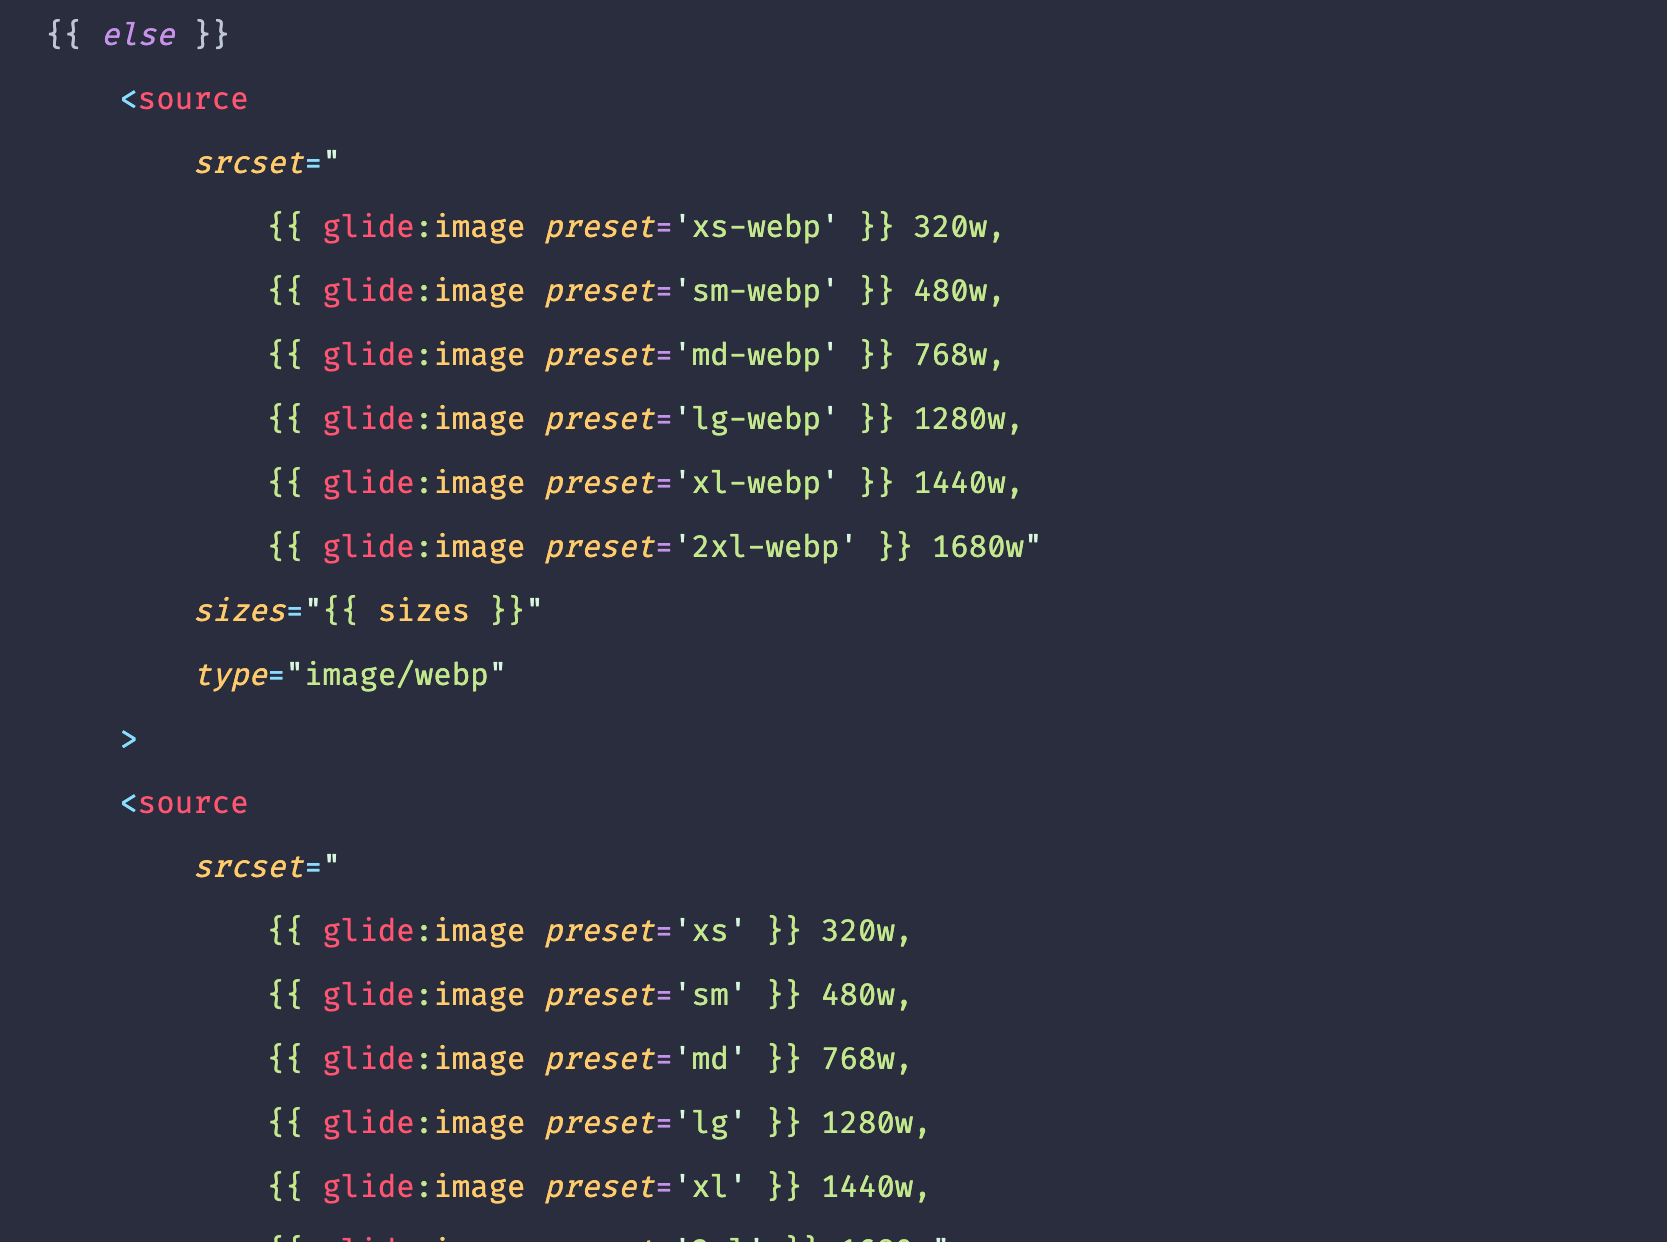 {{ else }}
<source
srcset="
{{ glide:image preset='xs-webp' }} 320w,
{{ glide:image preset='sm-webp' }} 480w,
{{ glide:image preset='md-webp' }} 768w,
{{ glide:image preset='lg-webp' }} 1280w,
{{ glide:image preset='xl-webp' }} 1440w,
{{ glide:image preset='2xl-webp' }} 1680w"
sizes="{{ sizes }}"
type="image/webp"
>
<source
srcset="
{{ glide:image preset='xs' }} 320w,
{{ glide:image preset='sm' }} 480w,
{{ glide:image preset='md' }} 768w,
{{ glide:image preset='lg' }} 1280w,
{{ glide:image preset='xl' }} 1440w,